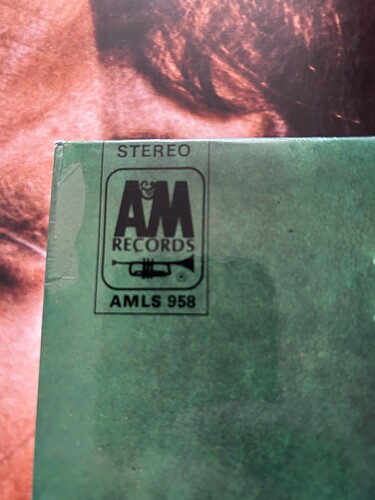 STEREO
A&M
RECORDS
®
AMLS 958